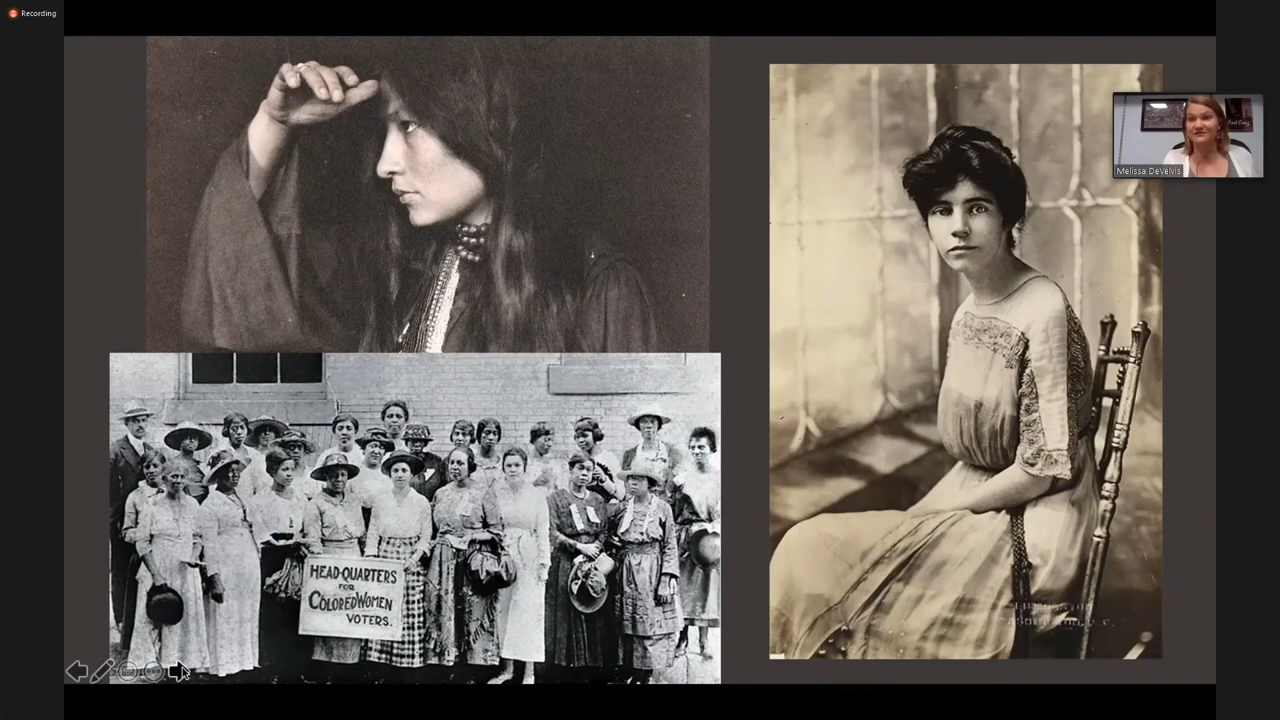 Recording
Melissa DeVelvis
HEAD-QUARTERS
FOR
COLORED WOMEN
VOTERS.